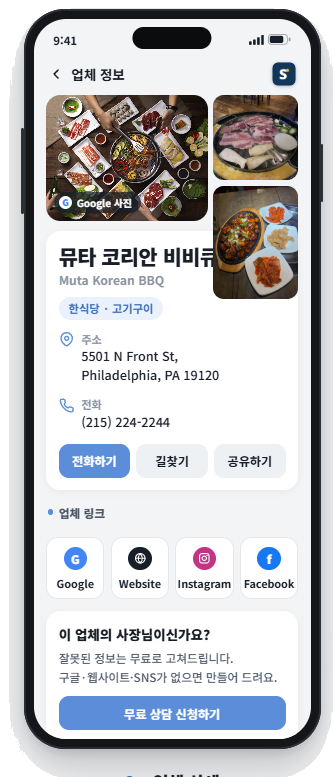 9:41
업체 정보
S
G Google 사진
뮤타 코리안 비비큐
Muta Korean BBQ
한식당 · 고기구이
주소
5501 N Front St,
Philadelphia, PA 19120
전화
(215) 224-2244
전화하기
길찾기
공유하기
업체 링크
G
f
Google
Website
Instagram
Facebook
이 업체의 사장님이신가요?
잘못된 정보는 무료로 고쳐드립니다.
구글·웹사이트·SNS가 없으면 만들어 드려요.
무료 상담 신청하기